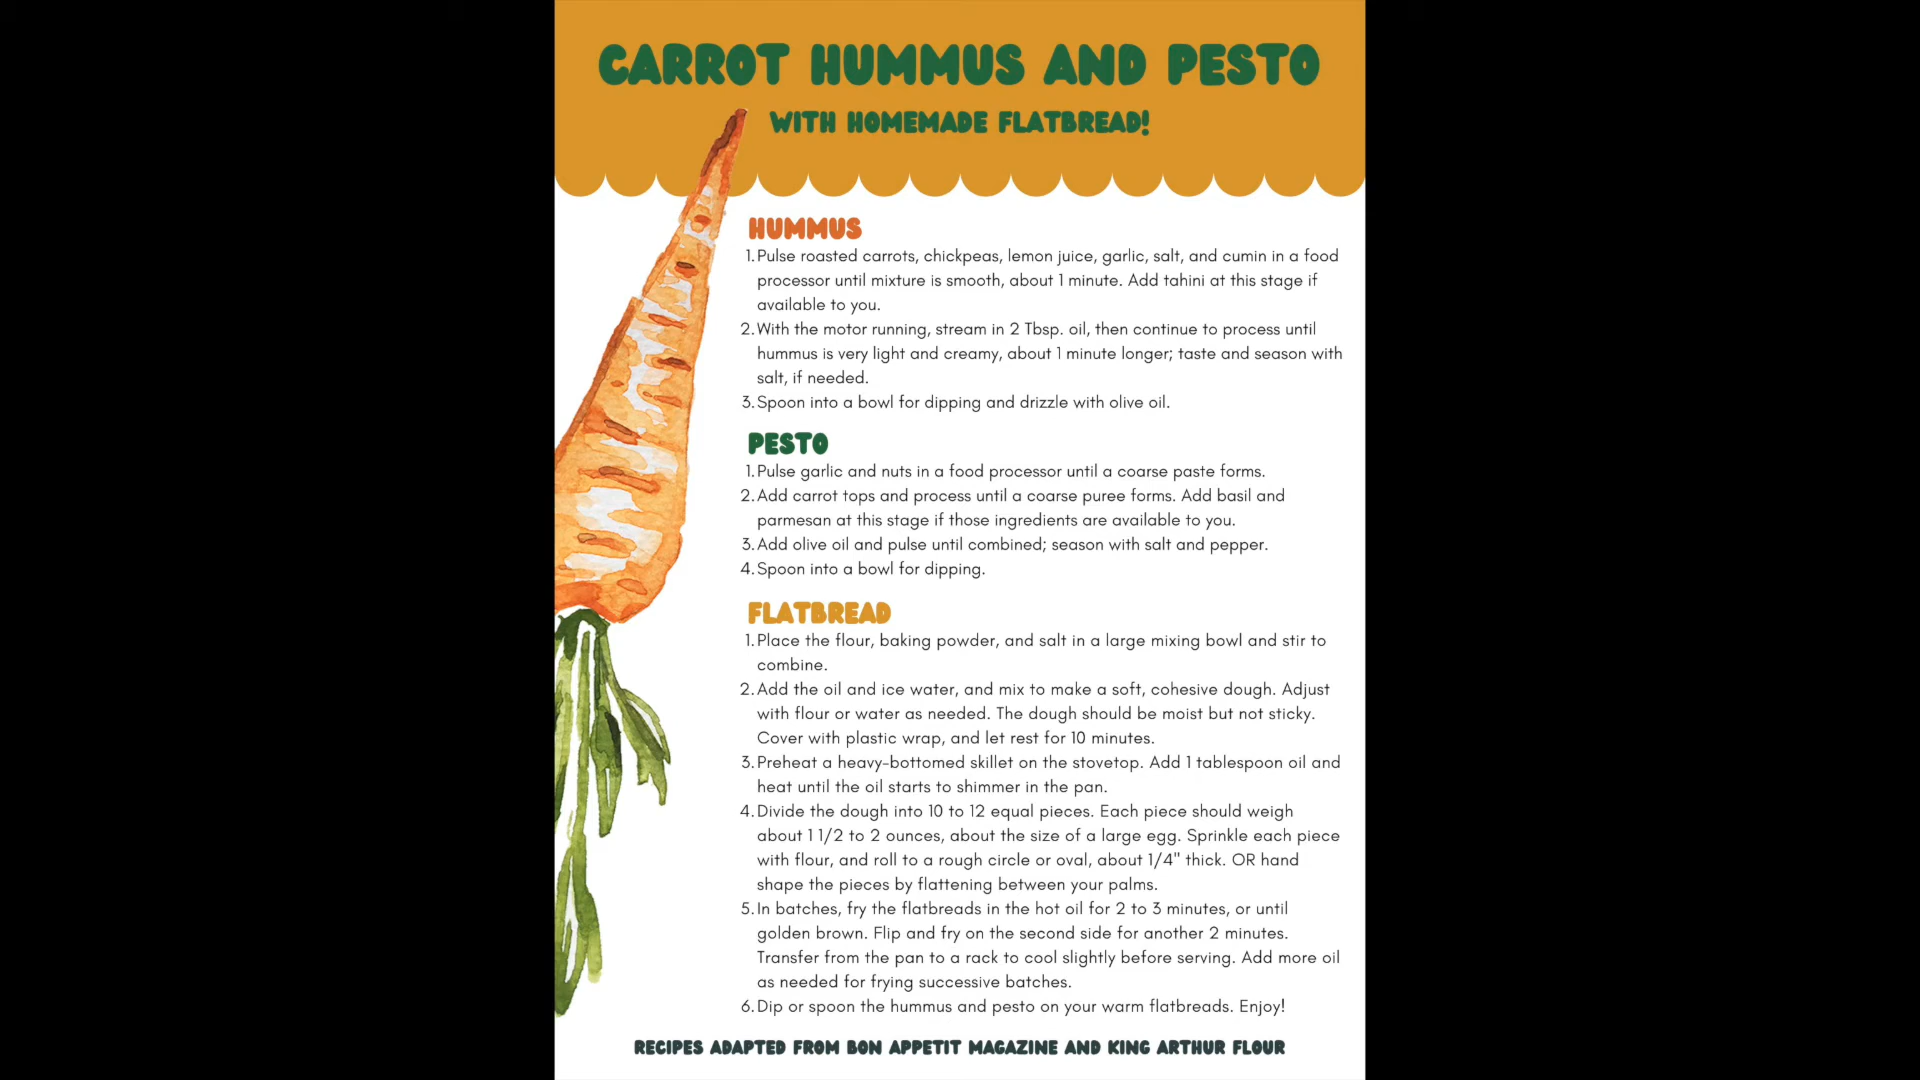 CARROT HUMMUS AND PESTO
WITH HOMEMADE FLATBREAD!
HUMMUS
1. Pulse roasted carrots, chickpeas, lemon juice, garlic, salt, and cumin in a food
processor until mixture is smooth, about 1 minute. Add tahini at this stage if
available to you.
2. With the motor running, stream in 2 Tbsp. oil, then continue to process until
hummus is very light and creamy, about 1 minute longer; taste and season with
salt, if needed.
3. Spoon into a bowl for dipping and drizzle with olive oil.
PESTO
1. Pulse garlic and nuts in a food processor until a coarse paste forms.
2. Add carrot tops and process until a coarse puree forms. Add basil and
parmesan at this stage if those ingredients are available to you.
3. Add olive oil and pulse until combined; season with salt and pepper.
4. Spoon into a bowl for dipping.
FLATBREAD
1. Place the flour, baking powder, and salt in a large mixing bowl and stir to
combine.
2. Add the oil and ice water, and mix to make a soft, cohesive dough. Adjust
with flour or water as needed. The dough should be moist but not sticky.
Cover with plastic wrap, and let rest for 10 minutes.
3. Preheat a heavy-bottomed skillet on the stovetop. Add 1 tablespoon oil and
heat until the oil starts to shimmer in the pan.
4. Divide the dough into 10 to 12 equal pieces. Each piece should weigh
about 1 1/2 to 2 ounces, about the size of a large egg. Sprinkle each piece
with flour, and roll to a rough circle or oval, about 1/4" thick. OR hand
shape the pieces by flattening between your palms.
5. In batches, fry the flatbreads in the hot oil for 2 to 3 minutes, or until
golden brown. Flip and fry on the second side for another 2 minutes.
Transfer from the pan to a rack to cool slightly before serving. Add more oil
as needed for frying successive batches.
6. Dip or spoon the hummus and pesto on your warm flatbreads. Enjoy!
RECIPES ADAPTED FROM BON APPETIT MAGAZINE AND KING ARTHUR FLOUR